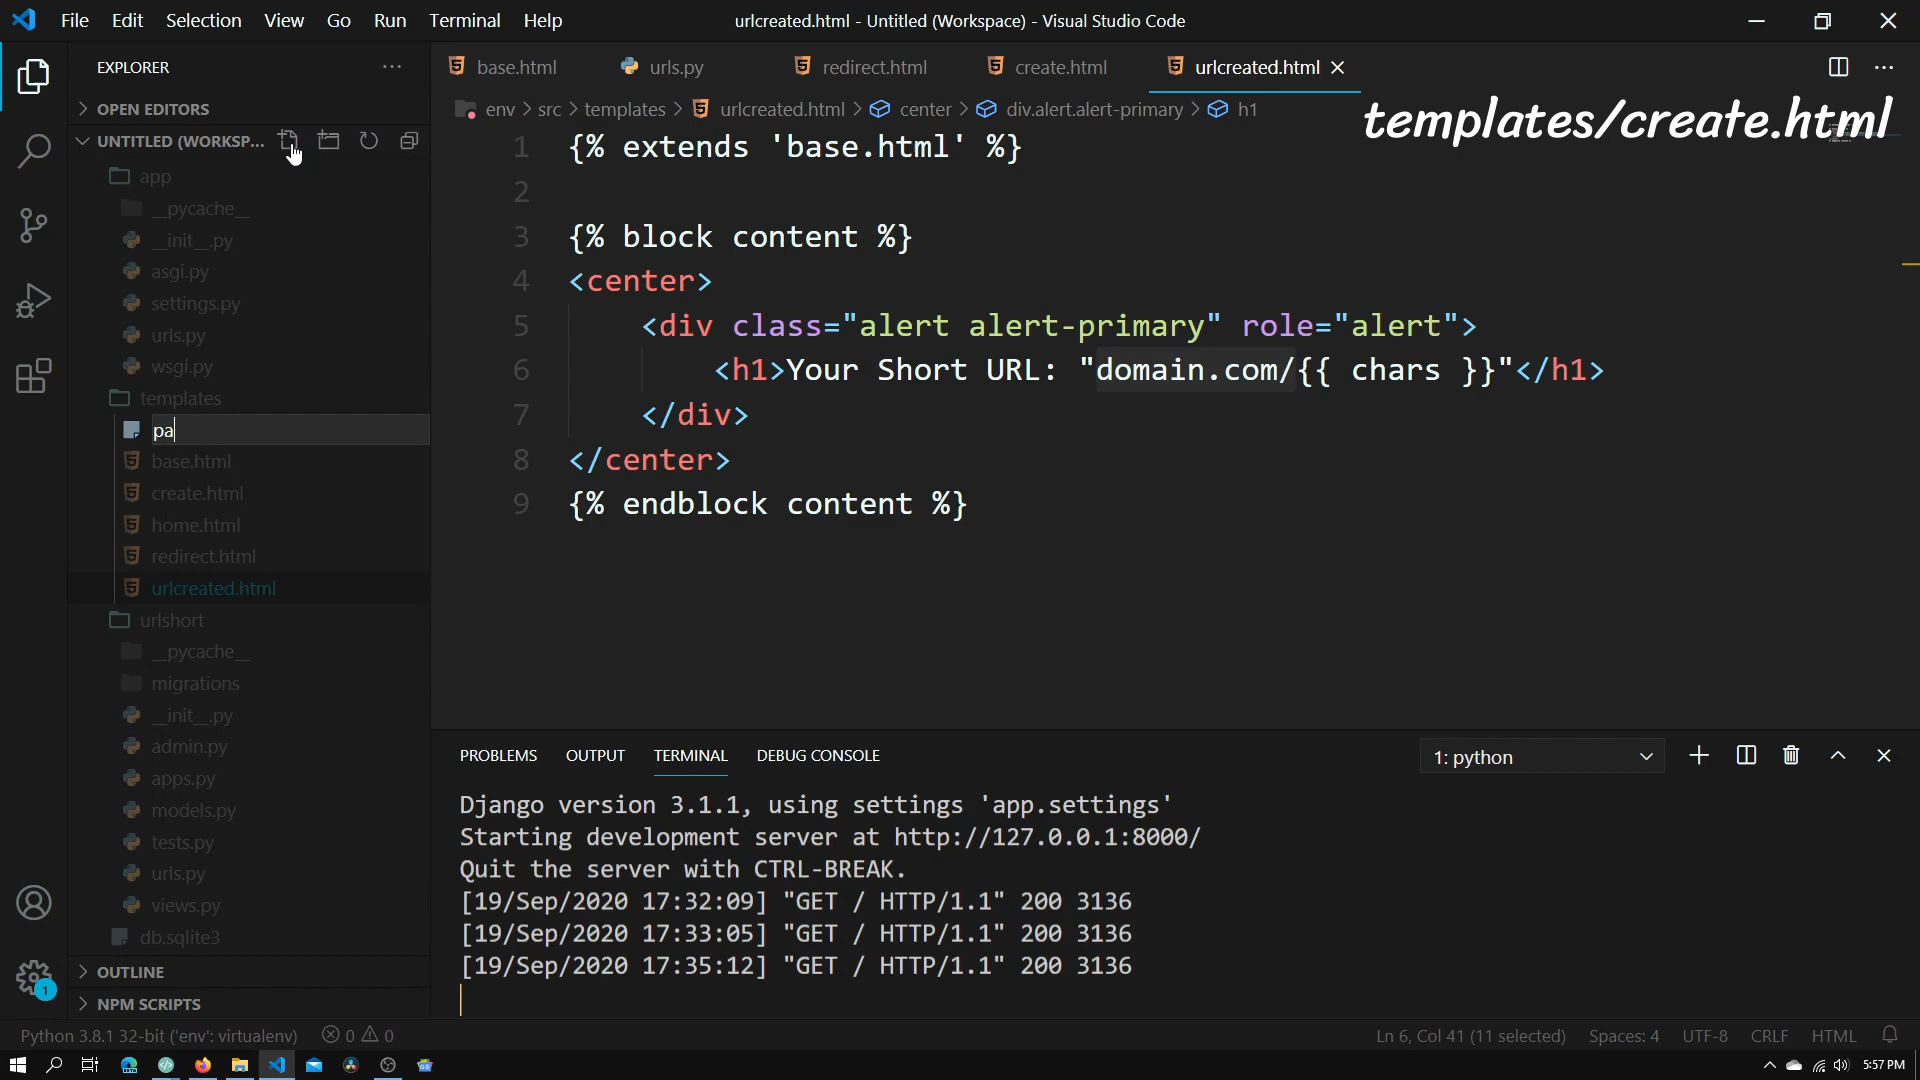 File Edit Selection View Go Run Terminal Help
urlcreated.html - Untitled (Workspace) - Visual Studio Code
EXPLORER
OPEN EDITORS
UNTITLED (WORKSP...
app
__pycache__
__init__.py
asgi.py
settings.py
urls.py
wsgi.py
templates
pa
base.html
create.html
home.html
redirect.html
urlcreated.html
urlshort
__pycache__
migrations
__init__.py
admin.py
apps.py
models.py
tests.py
urls.py
views.py
db.sqlite3
OUTLINE
NPM SCRIPTS
base.html urls.py redirect.html create.html urlcreated.html
env > src > templates > urlcreated.html > center > div.alert.alert-primary > h1
templates/create.html
1 {% extends 'base.html' %}
2
3 {% block content %}
4 <center>
5 <div class="alert alert-primary" role="alert">
6 <h1>Your Short URL: "domain.com/{{ chars }}"</h1>
7 </div>
8 </center>
9 {% endblock content %}
PROBLEMS OUTPUT TERMINAL DEBUG CONSOLE
1: python
Django version 3.1.1, using settings 'app.settings'
Starting development server at http://127.0.0.1:8000/
Quit the server with CTRL-BREAK.
[19/Sep/2020 17:32:09] "GET / HTTP/1.1" 200 3136
[19/Sep/2020 17:33:05] "GET / HTTP/1.1" 200 3136
[19/Sep/2020 17:35:12] "GET / HTTP/1.1" 200 3136
1
Python 3.8.1 32-bit ('env': virtualenv) 0 0
Ln 6, Col 41 (11 selected) Spaces: 4 UTF-8 CRLF HTML
5:57 PM